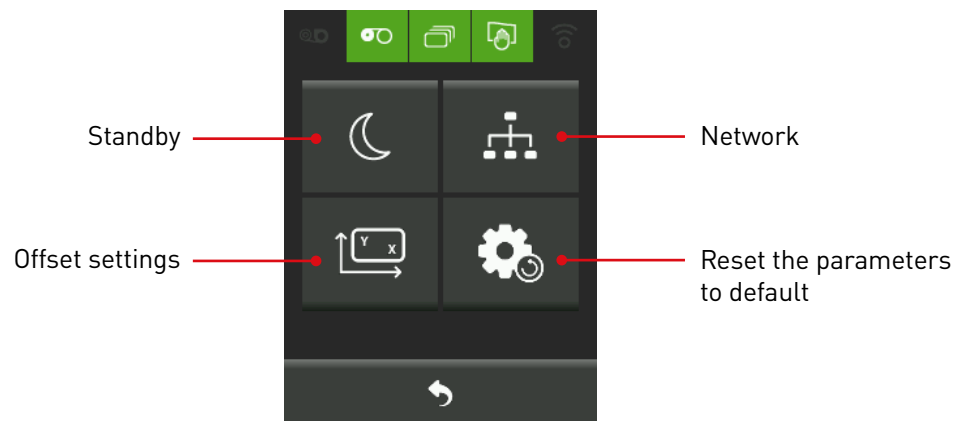 Standby
Network
Y
X
Offset settings
Reset the parameters
to default